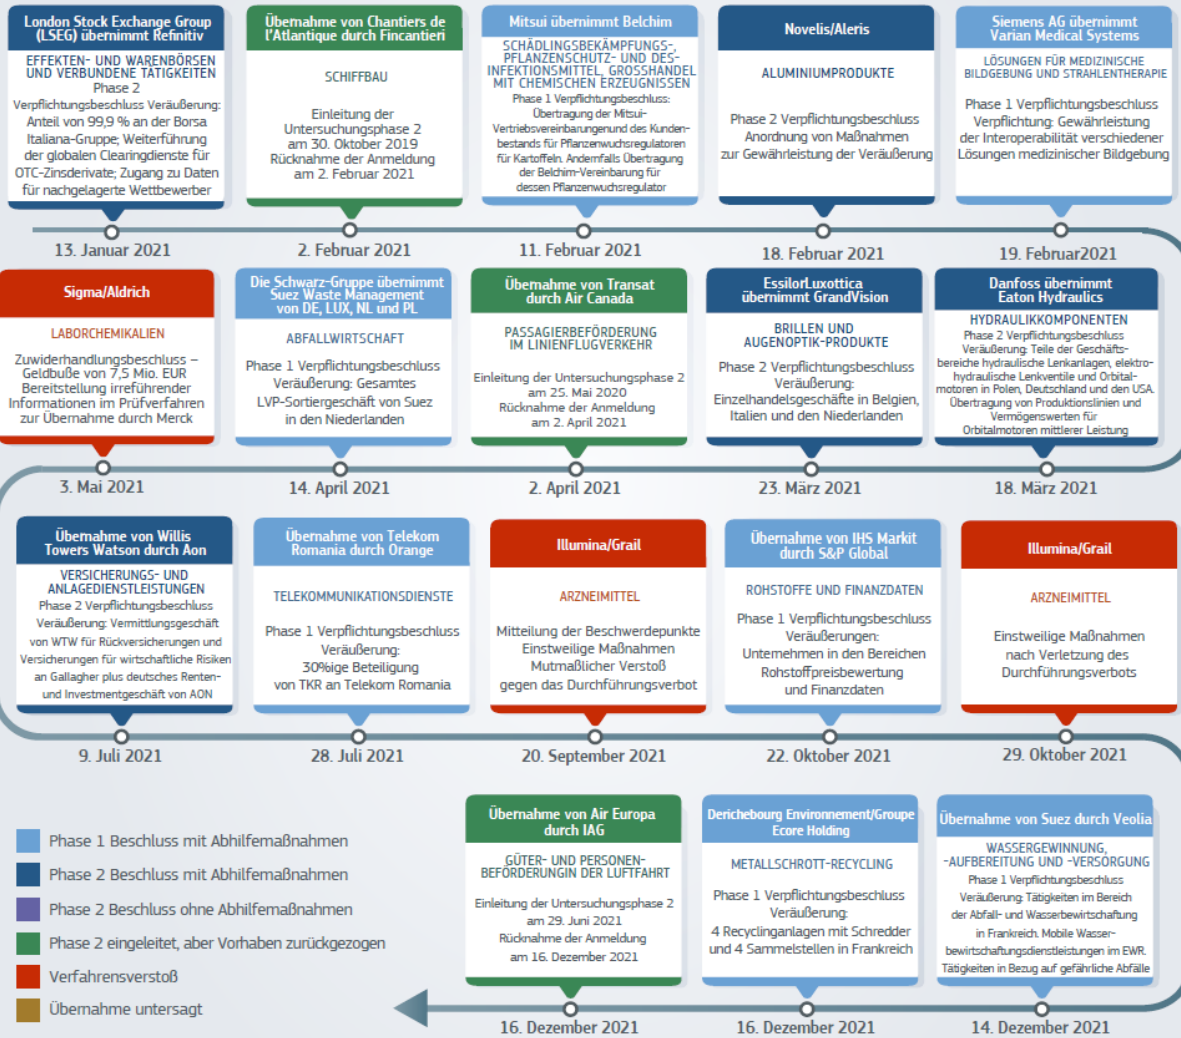 London Stock Exchange Group
(LSEG) übernimmt Refinitiv
EFFEKTEN- UND WARENBÖRSEN
UND VERBUNDENE TÄTIGKEITEN
Phase 2
Verpflichtungsbeschluss Veräußerung:
Anteil von 99,9 % an der Borsa
Italiana-Gruppe; Weiterführung
der globalen Clearingdienste für
OTC-Zinsderivate; Zugang zu Daten
für nachgelagerte Wettbewerber
13. Januar 2021
Übernahme von Chantiers de
l'Atlantique durch Fincantieri
SCHIFFBAU
Einleitung der
Untersuchungsphase 2
am 30. Oktober 2019
Rücknahme der Anmeldung
am 2. Februar 2021
2. Februar 2021
Mitsui übernimmt Belchim
SCHÄDLINGSBEKÄMPFUNGS-,
PFLANZENSCHUTZ- UND DES-
INFEKTIONSMITTEL, GROSSHANDEL
MIT CHEMISCHEN ERZEUGNISSEN
Phase 1 Verpflichtungsbeschluss:
Übertragung der Mitsui-
Vertriebsvereinbarungenund des Kunden-
bestands für Pflanzenwuchsregulatoren
für Kartoffeln. Andernfalls Übertragung
der Belchim-Vereinbarung für
dessen Pflanzenwuchsregulator
11. Februar 2021
Novelis/Aleris
ALUMINIUMPRODUKTE
Phase 2 Verpflichtungsbeschluss
Anordnung von Maßnahmen
zur Gewährleistung der Veräußerung
18. Februar 2021
Siemens AG übernimmt
Varian Medical Systems
LÖSUNGEN FÜR MEDIZINISCHE
BILDGEBUNG UND STRAHLENTHERAPIE
Phase 1 Verpflichtungsbeschluss
Verpflichtung: Gewährleistung
der Interoperabilität verschiedener
Lösungen medizinischer Bildgebung
19. Februar2021
Sigma/Aldrich
LABORCHEMIKALIEN
Zuwiderhandlungsbeschluss –
Geldbuße von 7,5 Mio. EUR
Bereitstellung irreführender
Informationen im Prüfverfahren
zur Übernahme durch Merck
3. Mai 2021
Die Schwarz-Gruppe übernimmt
Suez Waste Management
von DE, LUX, NL und PL
ABFALLWIRTSCHAFT
Phase 1 Verpflichtungsbeschluss
Veräußerung: Gesamtes
LVP-Sortiergeschäft von Suez
in den Niederlanden
14. April 2021
Übernahme von Transat
durch Air Canada
PASSAGIERBEFÖRDERUNG
IM LINIENFLUGVERKEHR
Einleitung der Untersuchungsphase 2
am 25. Mai 2020
Rücknahme der Anmeldung
am 2. April 2021
2. April 2021
EssilorLuxottica
übernimmt GrandVision
BRILLEN UND
AUGENOPTIK-PRODUKTE
Phase 2 Verpflichtungsbeschluss
Veräußerung:
Einzelhandelsgeschäfte in Belgien,
Italien und den Niederlanden
23. März 2021
Danfoss übernimmt
Eaton Hydraulics
HYDRAULIKKOMPONENTEN
Phase 2 Verpflichtungsbeschluss
Veräußerung: Teile der Geschäfts-
bereiche hydraulische Lenkanlagen, elektro-
hydraulische Lenkventile und Orbital-
motoren in Polen, Deutschland und den USA.
Übertragung von Produktionslinien und
Vermögenswerten für
Orbitalmotoren mittlerer Leistung
18. März 2021
Übernahme von Willis
Towers Watson durch Aon
VERSICHERUNGS- UND
ANLAGEDIENSTLEISTUNGEN
Phase 2 Verpflichtungsbeschluss
Veräußerung: Vermittlungsgeschäft
von WTW für Rückversicherungen und
Versicherungen für wirtschaftliche Risiken
an Gallagher plus deutsches Renten-
und Investmentgeschäft von AON
9. Juli 2021
Übernahme von Telekom
Romania durch Orange
TELEKOMMUNIKATIONSDIENSTE
Phase 1 Verpflichtungsbeschluss
Veräußerung:
30%ige Beteiligung
von TKR an Telekom Romania
28. Juli 2021
Illumina/Grail
ARZNEIMITTEL
Mitteilung der Beschwerdepunkte
Einstweilige Maßnahmen
Mutmaßlicher Verstoß
gegen das Durchführungsverbot
20. September 2021
Übernahme von IHS Markit
durch S&P Global
ROHSTOFFE UND FINANZDATEN
Phase 1 Verpflichtungsbeschluss
Veräußerungen:
Unternehmen in den Bereichen
Rohstoffpreisbewertung
und Finanzdaten
22. Oktober 2021
Illumina/Grail
ARZNEIMITTEL
Einstweilige Maßnahmen
nach Verletzung des
Durchführungsverbots
29. Oktober 2021
Phase 1 Beschluss mit Abhilfemaßnahmen
Phase 2 Beschluss mit Abhilfemaßnahmen
Phase 2 Beschluss ohne Abhilfemaßnahmen
Phase 2 eingeleitet, aber Vorhaben zurückgezogen
Verfahrensverstoß
Übernahme untersagt
Übernahme von Air Europa
durch IAG
GÜTER- UND PERSONEN-
BEFÖRDERUNGIN DER LUFTFAHRT
Einleitung der Untersuchungsphase 2
am 29. Juni 2021
Rücknahme der Anmeldung
am 16. Dezember 2021
16. Dezember 2021
Derichebourg Environnement/Groupe
Ecore Holding
METALLSCHROTT-RECYCLING
Phase 1 Verpflichtungsbeschluss
Veräußerung:
4 Recyclinganlagen mit Schredder
und 4 Sammelstellen in Frankreich
16. Dezember 2021
Übernahme von Suez durch Veolia
WASSERGEWINNUNG,
-AUFBEREITUNG UND -VERSORGUNG
Phase 1 Verpflichtungsbeschluss
Veräußerung: Tätigkeiten im Bereich
der Abfall- und Wasserbewirtschaftung
in Frankreich. Mobile Wasser-
bewirtschaftungsdienstleistungen im EWR.
Tätigkeiten in Bezug auf gefährliche Abfälle
14. Dezember 2021